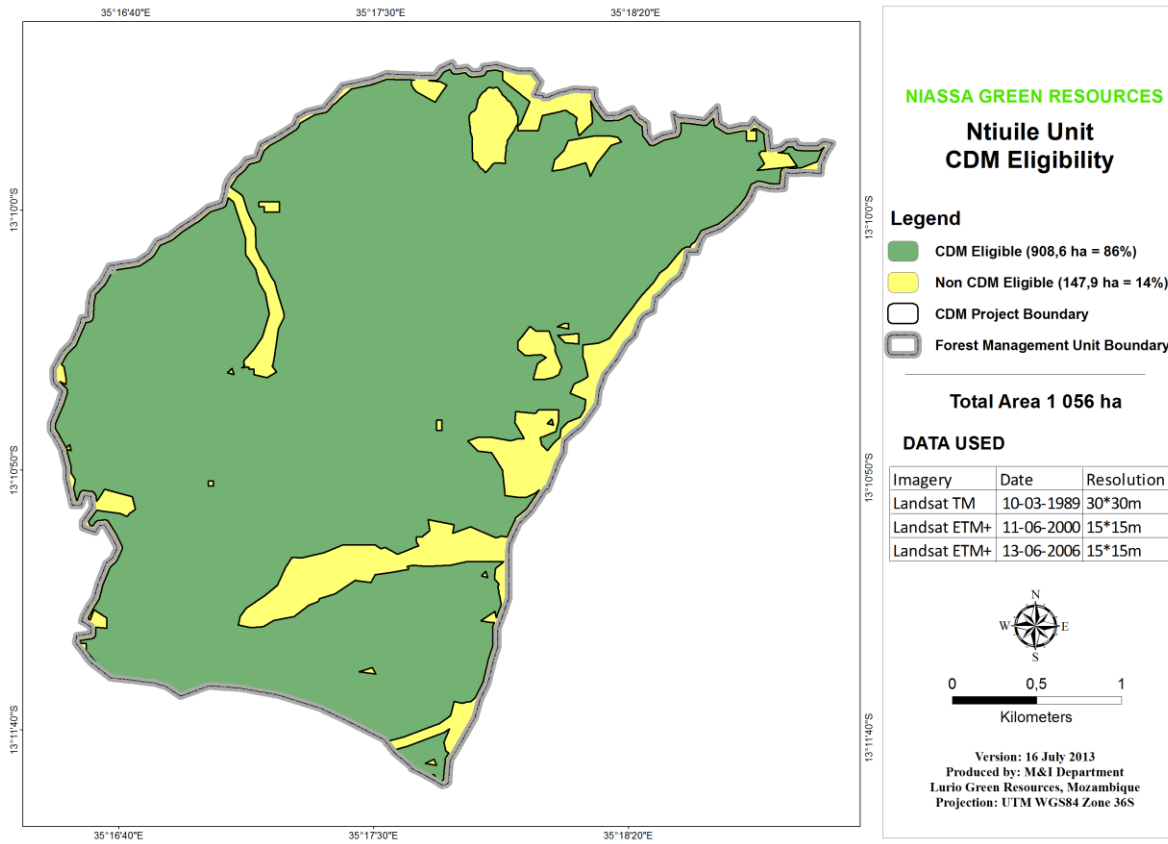 35°16'40"E 35°17'30"E 35°18'20"E
13°10'0"S 13°10'0"S
13°10'50"S 13°10'50"S
13°11'40"S 13°11'40"S
35°16'40"E 35°17'30"E 35°18'20"E
NIASSA GREEN RESOURCES
Ntiuile Unit
CDM Eligibility
Legend
CDM Eligible (908,6 ha = 86%)
Non CDM Eligible (147,9 ha = 14%)
CDM Project Boundary
Forest Management Unit Boundary
Total Area 1 056 ha
DATA USED
Imagery Date Resolution
Landsat TM 10-03-1989 30*30m
Landsat ETM+ 11-06-2000 15*15m
Landsat ETM+ 13-06-2006 15*15m
N
W E
S
0 0,5 1
Kilometers
Version: 16 July 2013
Produced by: M&I Department
Lurio Green Resources, Mozambique
Projection: UTM WGS84 Zone 36S